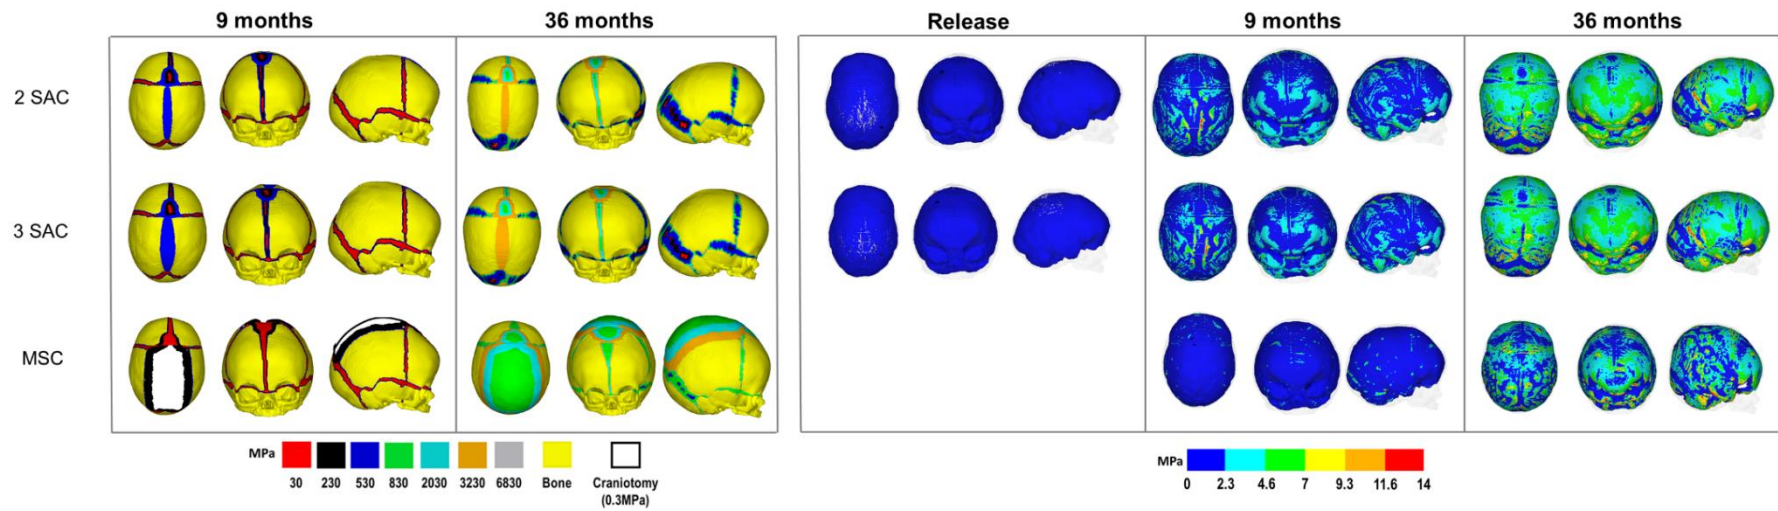 9 months 36 months Release 9 months 36 months
2 SAC
3 SAC
MSC
MPa
30 230 530 830 2030 3230 6830 Bone Craniotomy
(0.3MPa)
MPa
0 2.3 4.6 7 9.3 11.6 14